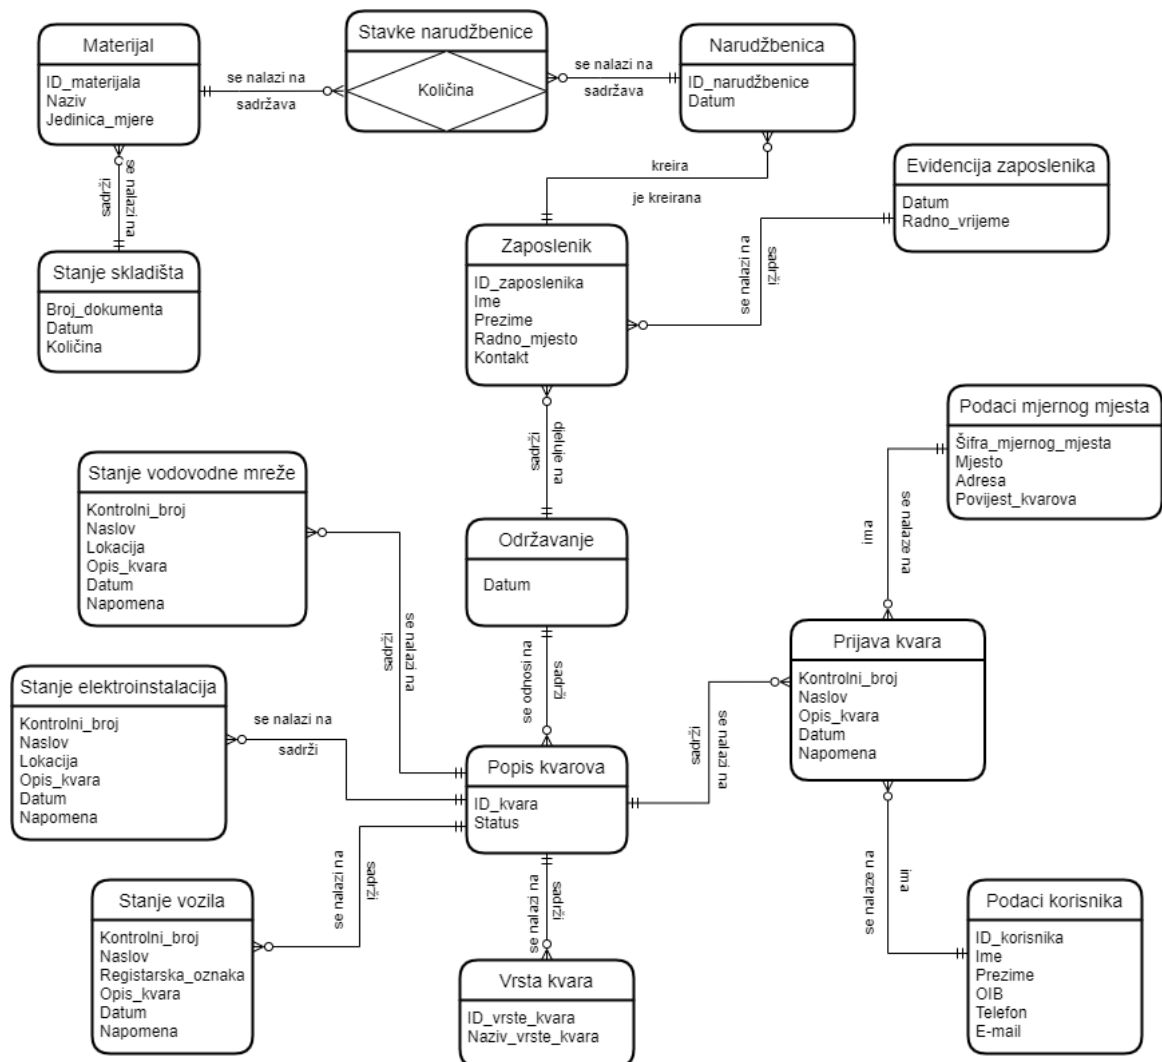 Materijal
ID_materijala
Naziv
Jedinica_mjere
se nalazi na
sadržava
Stavke narudžbenice
Količina
se nalazi na
sadržava
Narudžbenica
ID_narudžbenice
Datum
se nalazi na
sadrži
Stanje skladišta
Broj_dokumenta
Datum
Količina
kreira
je kreirana
Evidencija zaposlenika
Datum
Radno_vrijeme
se nalazi na
sadrži
Zaposlenik
ID_zaposlenika
Ime
Prezime
Radno_mjesto
Kontakt
djeluje na
sadrži
Podaci mjernog mjesta
Šifra_mjernog_mjesta
Mjesto
Adresa
Povijest_kvarova
ima
se nalaze na
Stanje vodovodne mreže
Kontrolni_broj
Naslov
Lokacija
Opis_kvara
Datum
Napomena
se nalazi na
sadrži
Održavanje
Datum
se odnosi na
sadrži
Prijava kvara
Kontrolni_broj
Naslov
Opis_kvara
Datum
Napomena
sadrži
se nalazi na
Stanje elektroinstalacija
Kontrolni_broj
Naslov
Lokacija
Opis_kvara
Datum
Napomena
se nalazi na
sadrži
Popis kvarova
ID_kvara
Status
se nalazi na
sadrži
se nalazi na
sadrži
se nalaze na
ima
Stanje vozila
Kontrolni_broj
Naslov
Registarska_oznaka
Opis_kvara
Datum
Napomena
Vrsta kvara
ID_vrste_kvara
Naziv_vrste_kvara
Podaci korisnika
ID_korisnika
Ime
Prezime
OIB
Telefon
E-mail